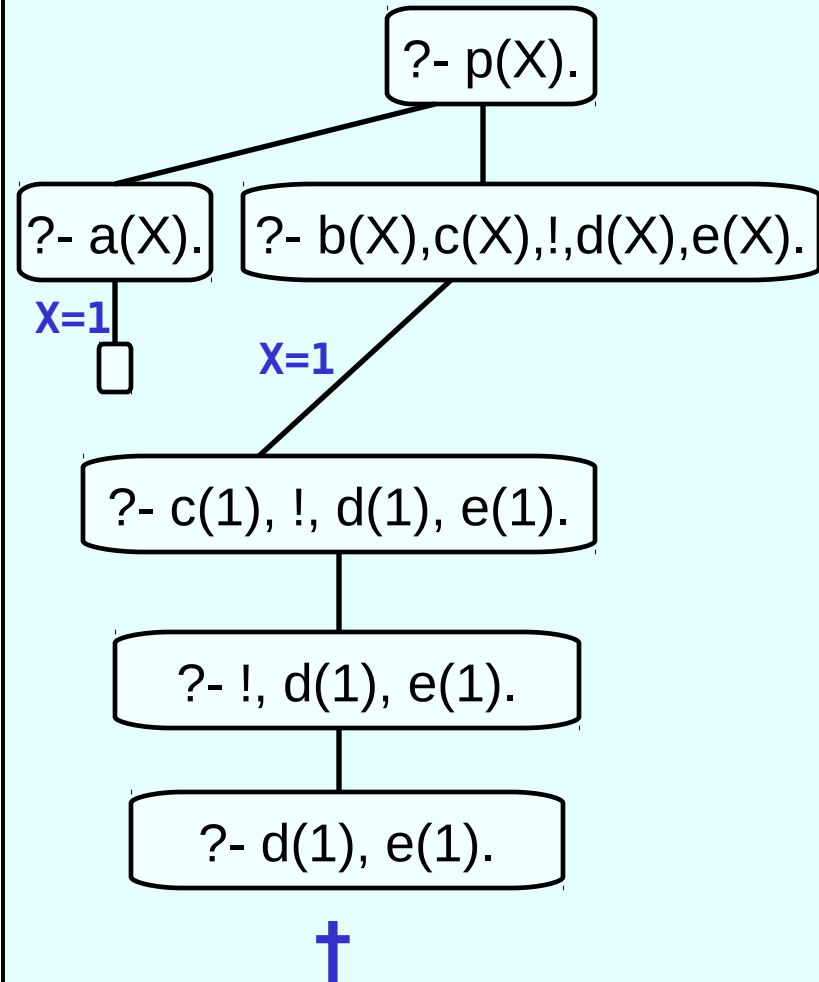 ?- p(X).
?- a(X).
?- b(X),c(X),!,d(X),e(X).
X=1
X=1
?- c(1), !, d(1), e(1).
?- !, d(1), e(1).
?- d(1), e(1).
†